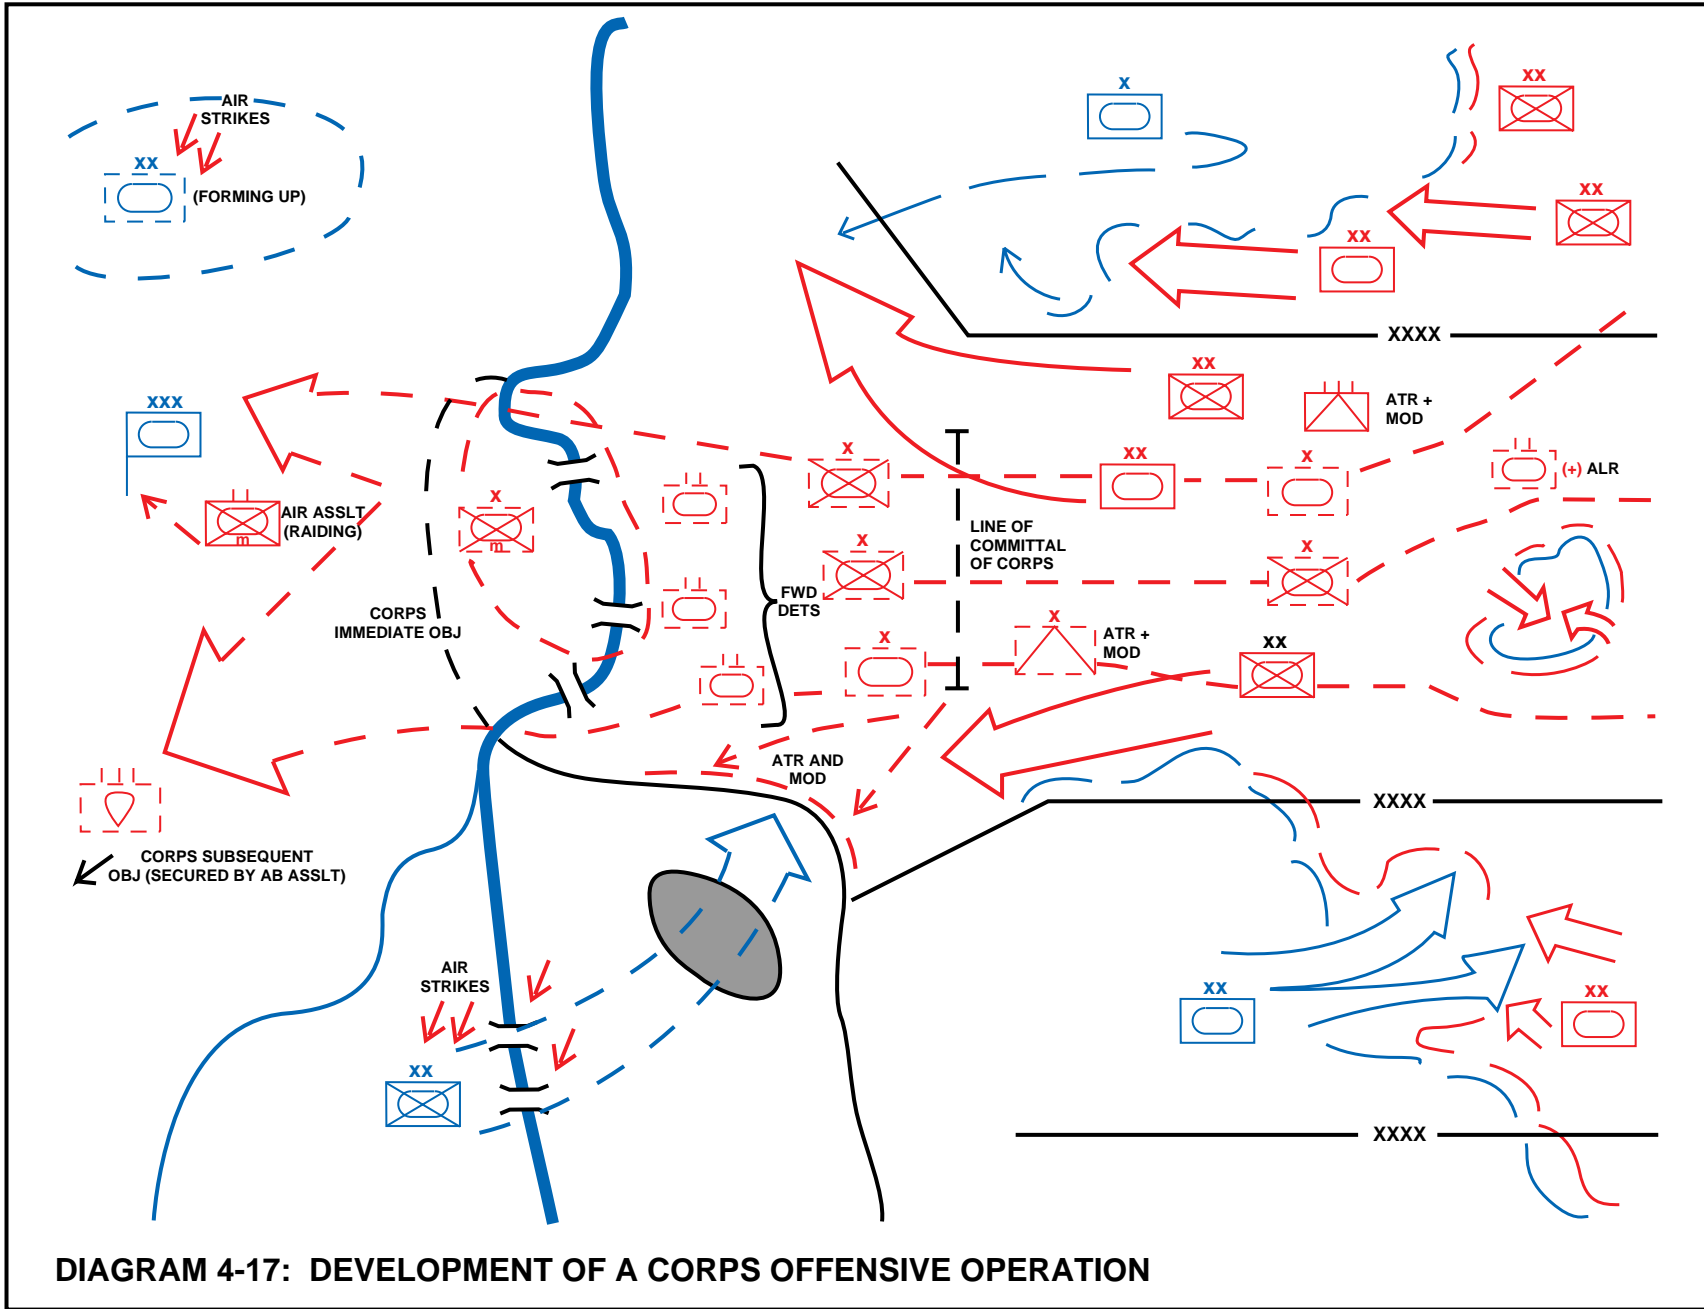 AIR
STRIKES
XX
(FORMING UP)
X
XX
XX
XX
XXXX
XX
ATR +
MOD
XXX
AIR ASSLT
(RAIDING)
m
X
m
X
XX
X
(+) ALR
LINE OF
COMMITTAL
OF CORPS
X
X
FWD
DETS
CORPS
IMMEDIATE OBJ
X
X
ATR +
MOD
XX
ATR AND
MOD
XXXX
CORPS SUBSEQUENT
OBJ (SECURED BY AB ASSLT)
AIR
STRIKES
XX
XX
XX
XXXX
DIAGRAM 4-17: DEVELOPMENT OF A CORPS OFFENSIVE OPERATION